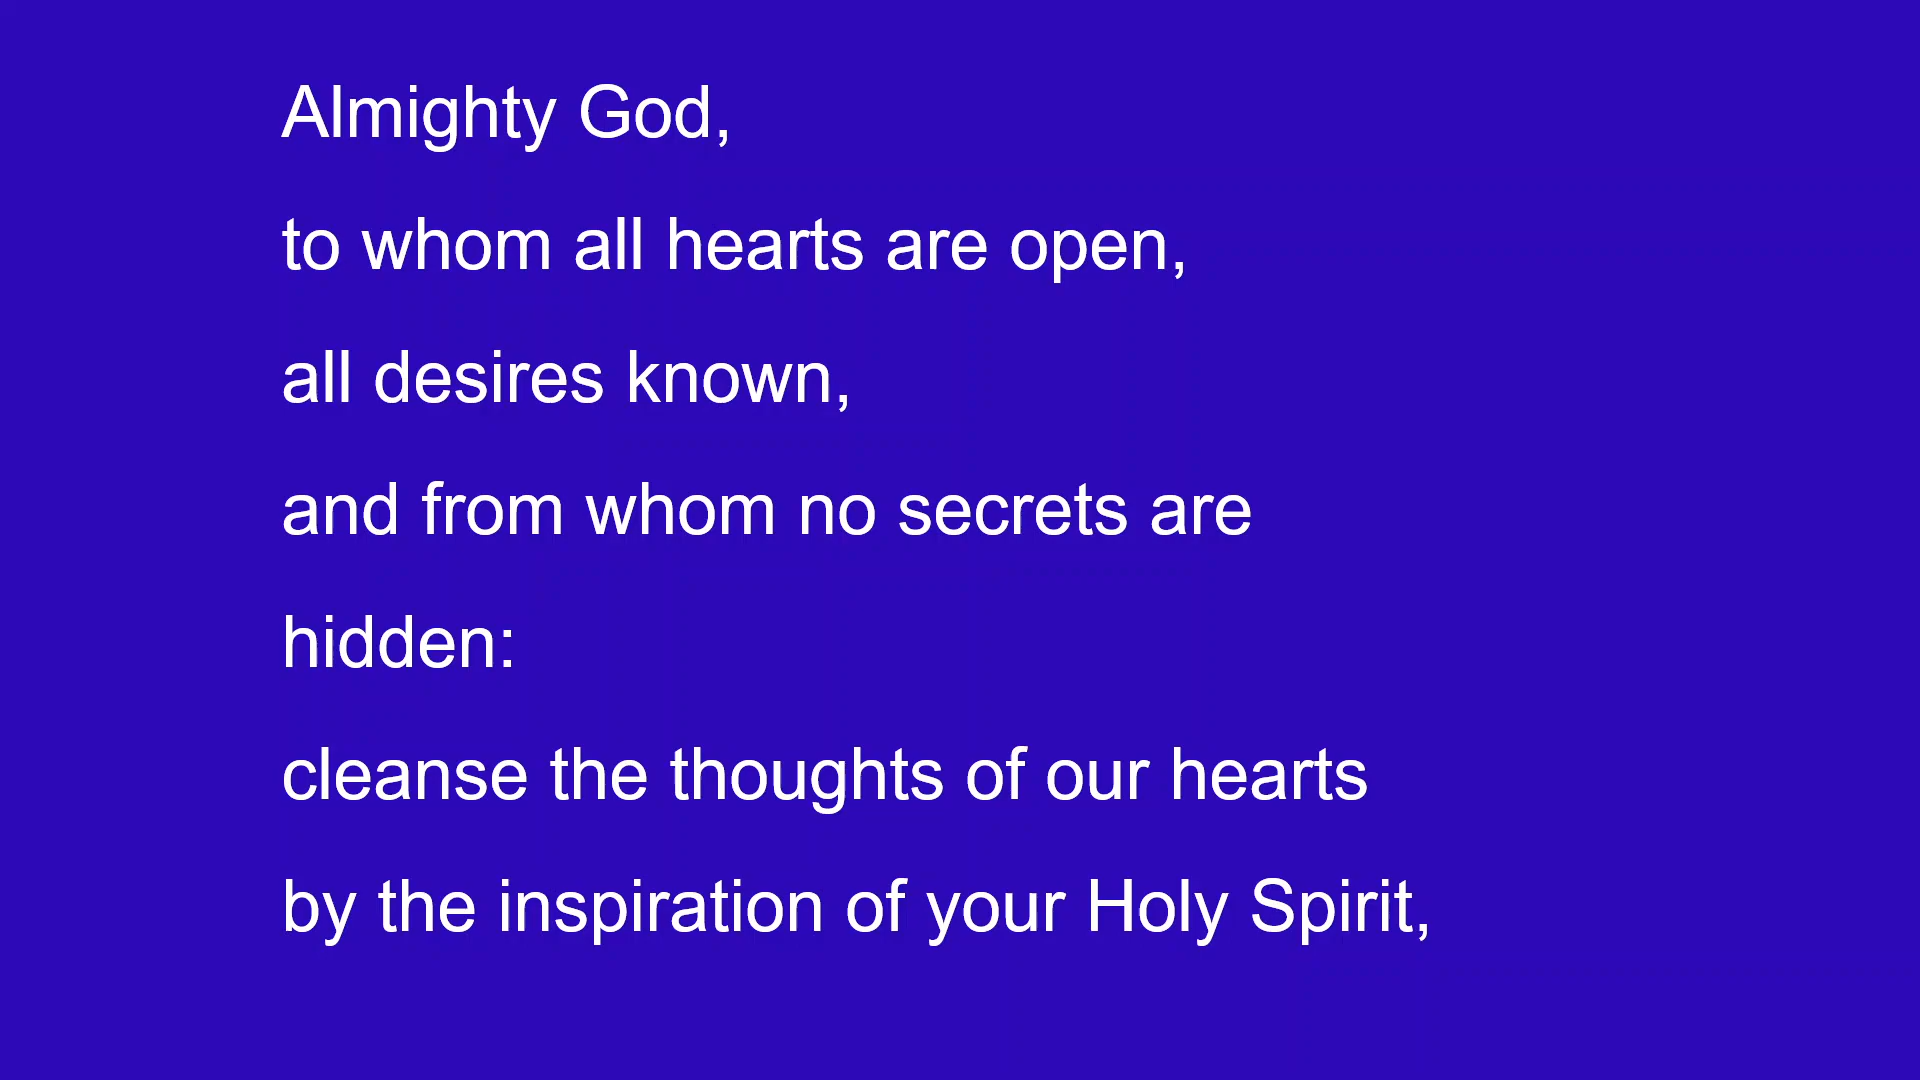 Almighty God,
to whom all hearts are open,
all desires known,
and from whom no secrets are
hidden:
cleanse the thoughts of our hearts
by the inspiration of your Holy Spirit,